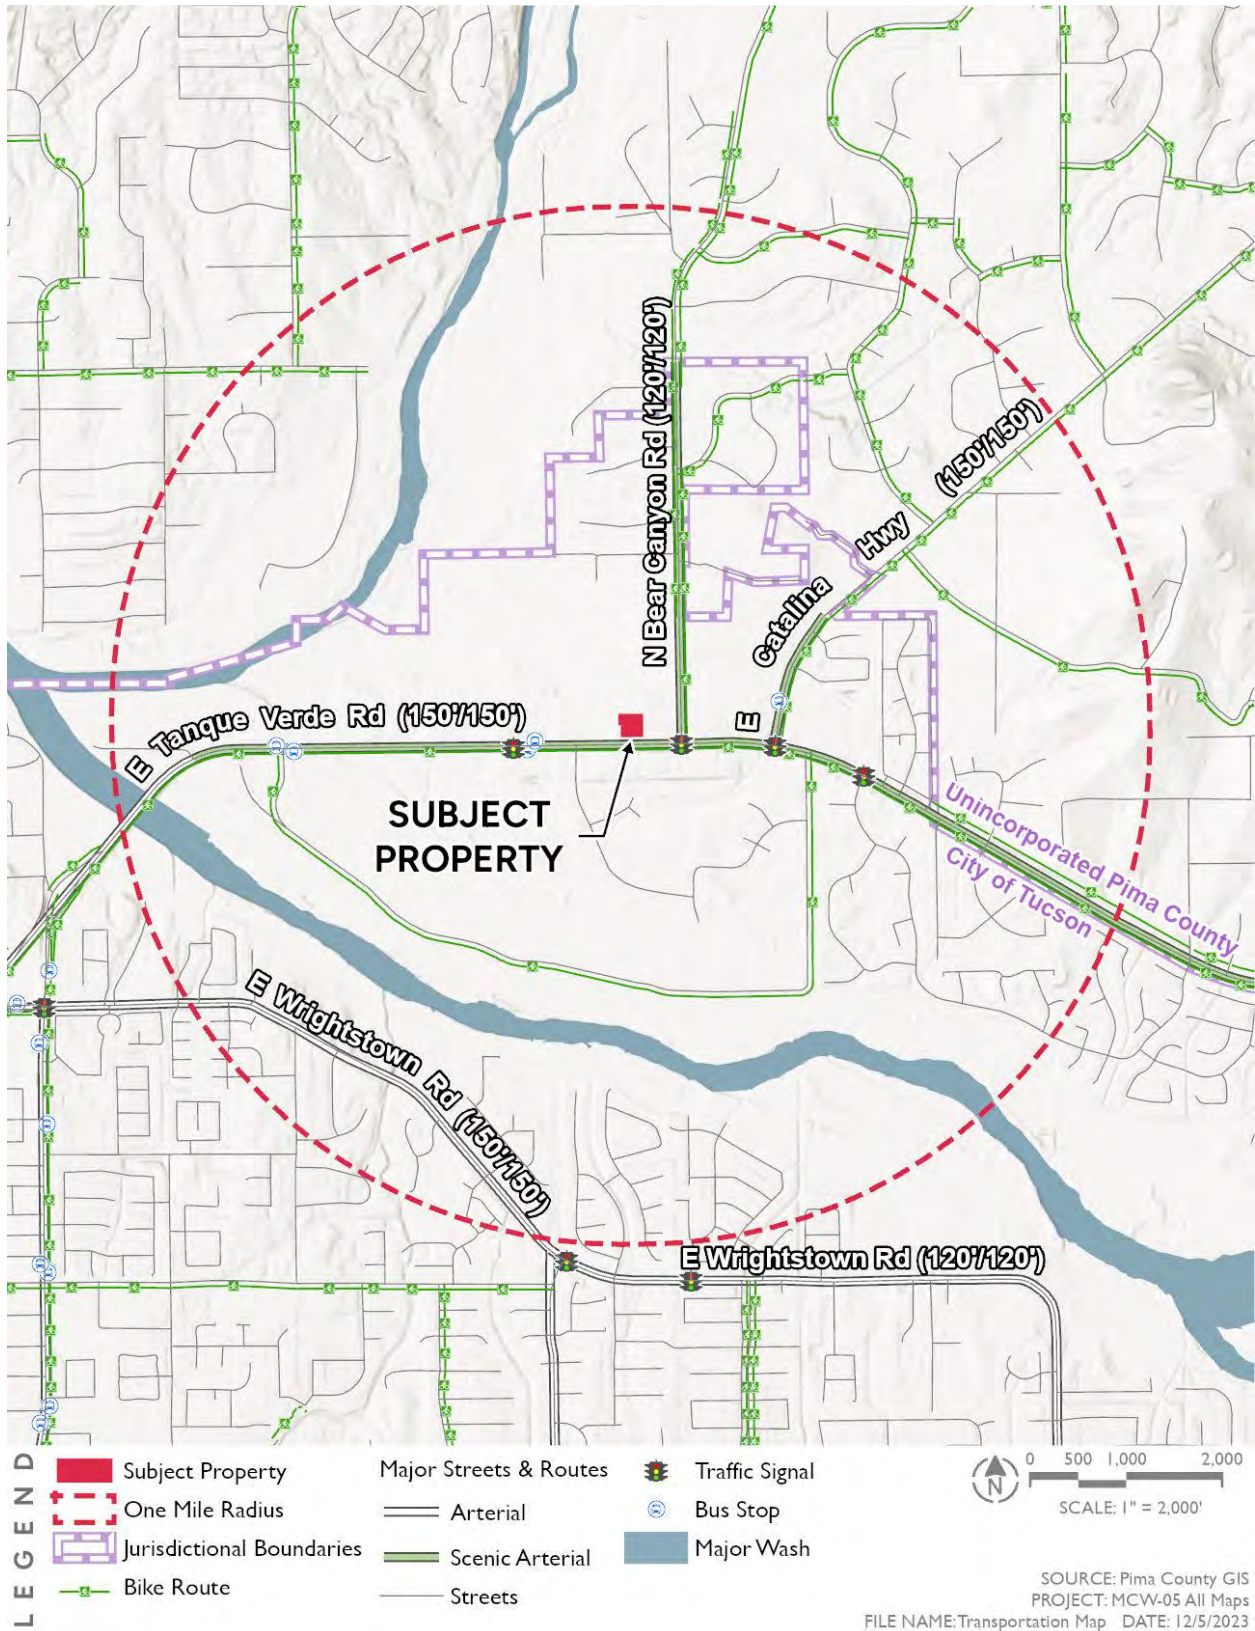 N Bear Canyon Rd (120'/120')
(150'/150')
Hwy
Catalina
E
E Tanque Verde Rd (150'/150')
SUBJECT
PROPERTY
Unincorporated Pima County
City of Tucson
E Wrightstown Rd (150'/150')
E Wrightstown Rd (120'/120')
LEGEND
Subject Property
One Mile Radius
Jurisdictional Boundaries
Bike Route
Major Streets & Routes
Arterial
Scenic Arterial
Streets
Traffic Signal
Bus Stop
Major Wash
N
0 500 1,000 2,000
SCALE: 1" = 2,000'
SOURCE: Pima County GIS
PROJECT: MCW-05 All Maps
FILE NAME: Transportation Map DATE: 12/5/2023